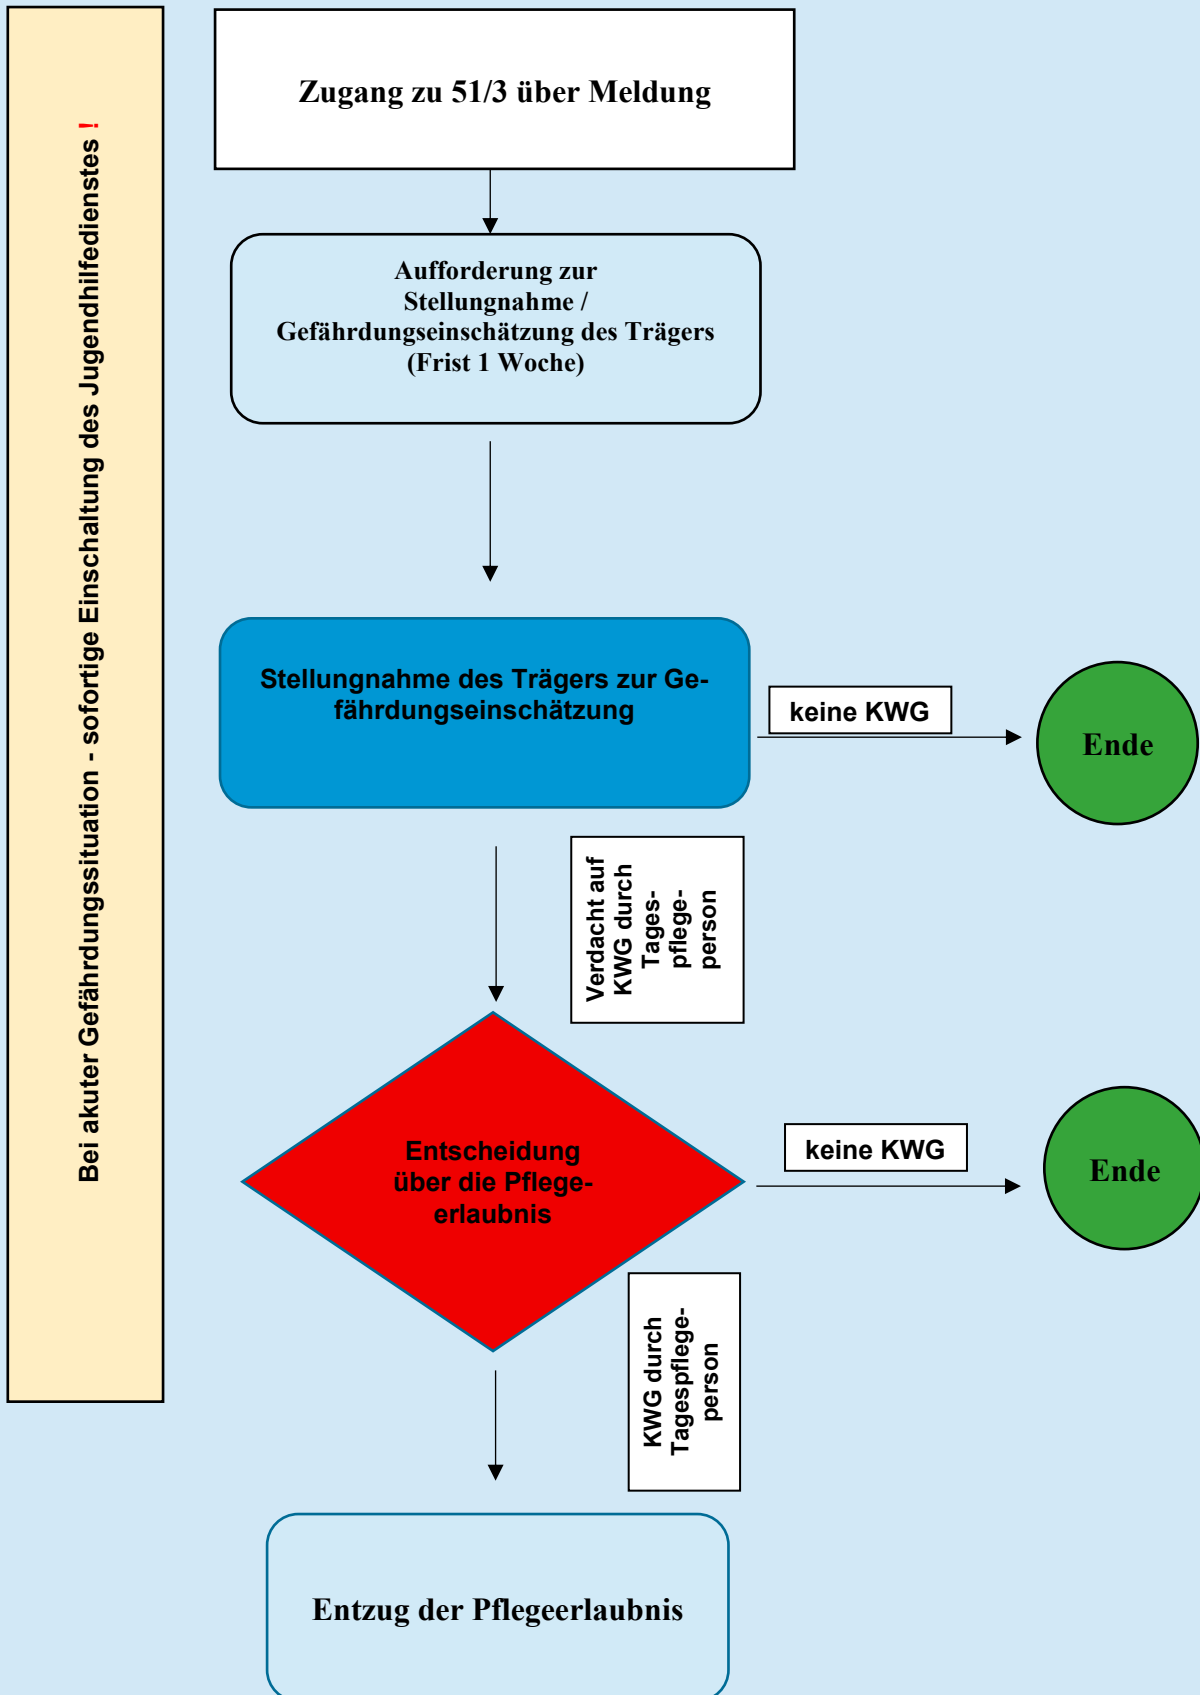 Bei akuter Gefährdungssituation - sofortige Einschaltung des Jugendhilfedienstes !
Zugang zu 51/3 über Meldung
Aufforderung zur
Stellungnahme /
Gefährdungseinschätzung des Trägers
(Frist 1 Woche)
Stellungnahme des Trägers zur Ge-
fährdungseinschätzung
keine KWG
Ende
Verdacht auf
KWG durch
Tages-
pflege-
person
Entscheidung
über die Pflege-
erlaubnis
keine KWG
Ende
KWG durch
Tagespflege-
person
Entzug der Pflegeerlaubnis